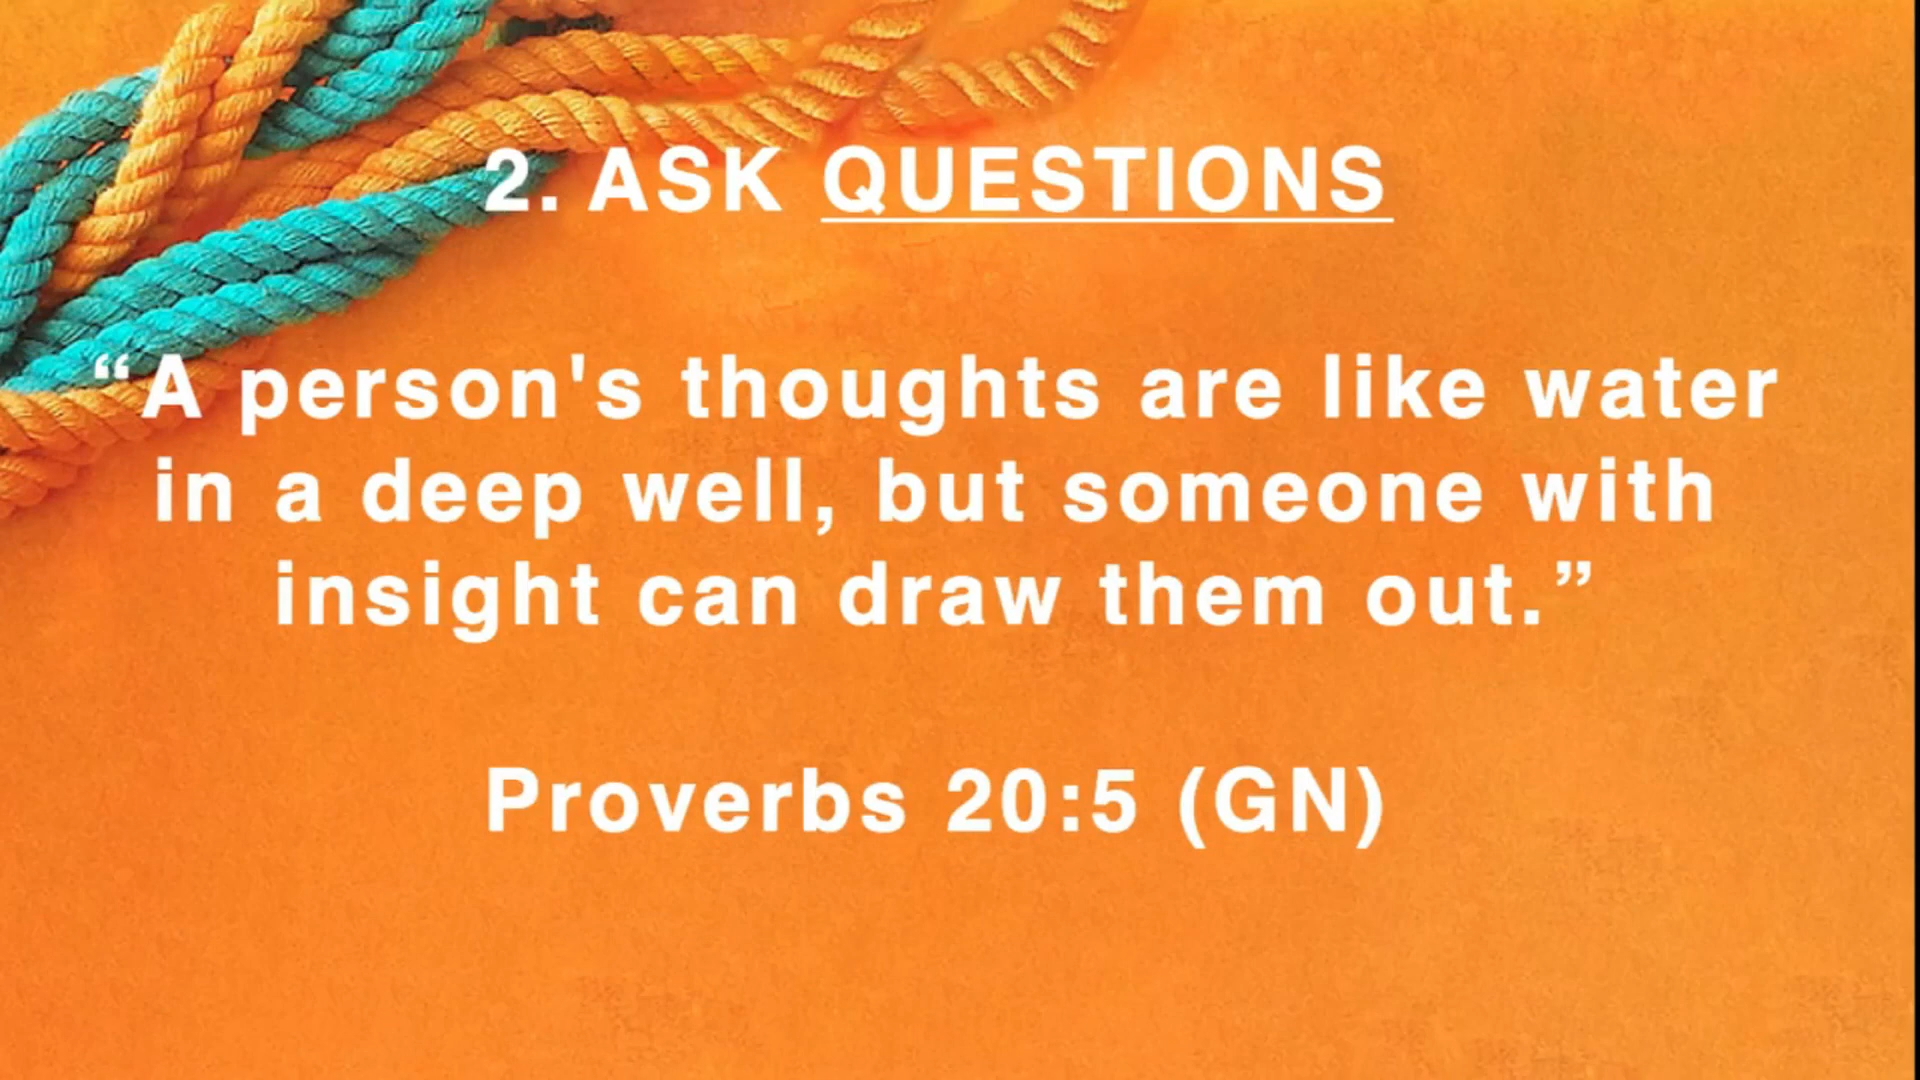 2. ASK QUESTIONS
“A person's thoughts are like water
in a deep well, but someone with
insight can draw them out.”
Proverbs 20:5 (GN)